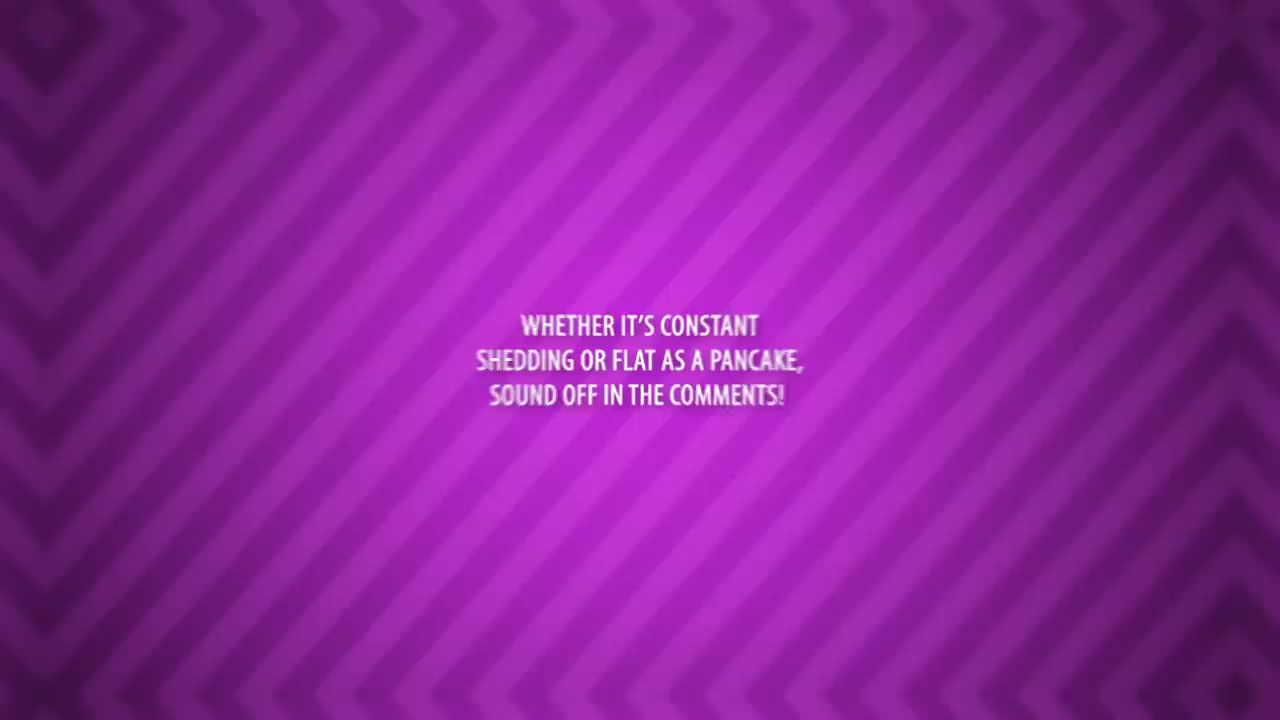 WHETHER IT’S CONSTANT
SHEDDING OR FLAT AS A PANCAKE,
SOUND OFF IN THE COMMENTS!